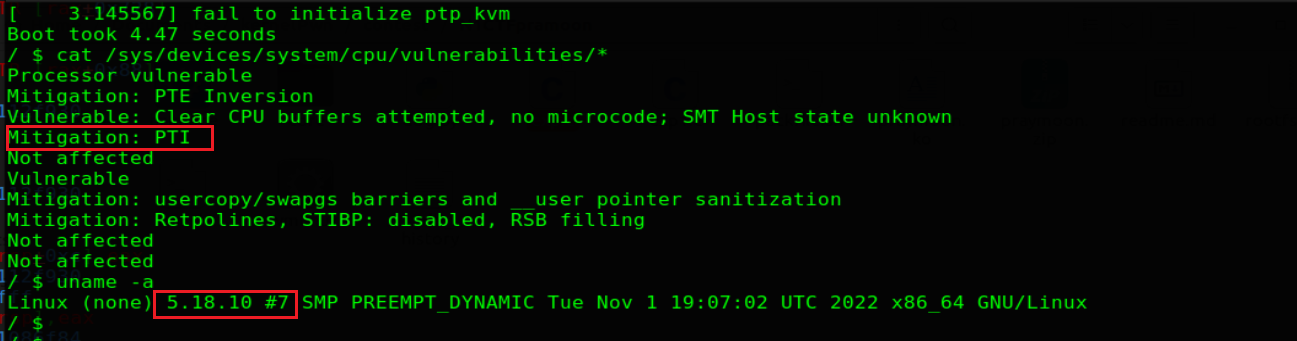 [    3.145567] fail to initialize ptp_kvm
Boot took 4.47 seconds
/ $ cat /sys/devices/system/cpu/vulnerabilities/*
Processor vulnerable
Mitigation: PTE Inversion
Vulnerable: Clear CPU buffers attempted, no microcode; SMT Host state unknown
Mitigation: PTI
Not affected
Vulnerable
Mitigation: usercopy/swapgs barriers and __user pointer sanitization
Mitigation: Retpolines, STIBP: disabled, RSB filling
Not affected
Not affected
/ $ uname -a
Linux (none) 5.18.10 #7 SMP PREEMPT_DYNAMIC Tue Nov 1 19:07:02 UTC 2022 x86_64 GNU/Linux
/ $
/ $